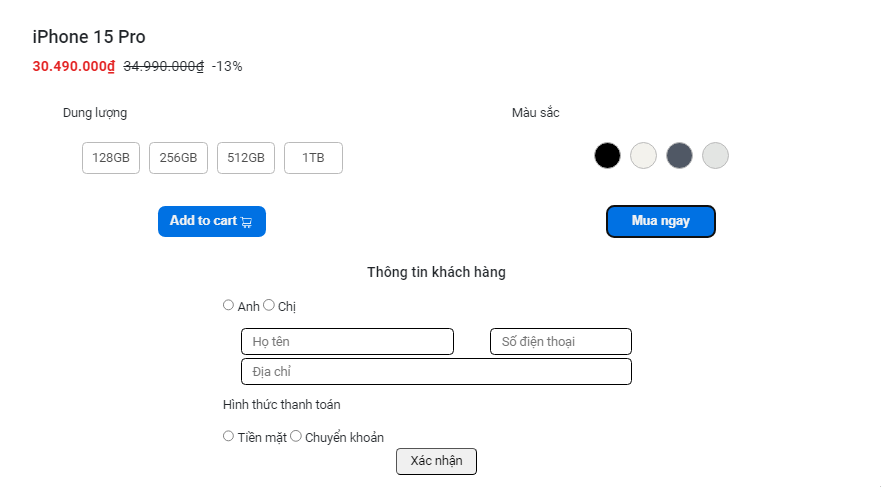 iPhone 15 Pro
30.490.000₫ 34.990.000₫ -13%
Dung lượng Màu sắc
128GB 256GB 512GB 1TB
Add to cart Mua ngay
Thông tin khách hàng
Anh Chị
Họ tên Số điện thoại
Địa chỉ
Hình thức thanh toán
Tiền mặt Chuyển khoản
Xác nhận